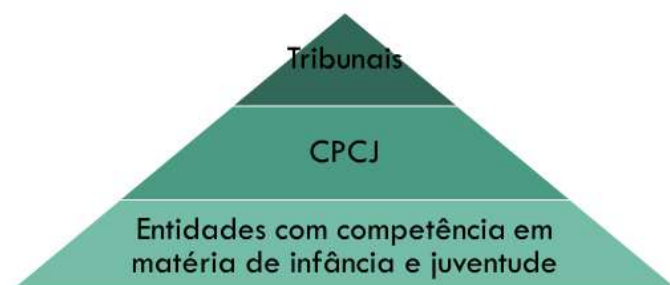 Tribunais
CPCJ
Entidades com competência em
matéria de infância e juventude